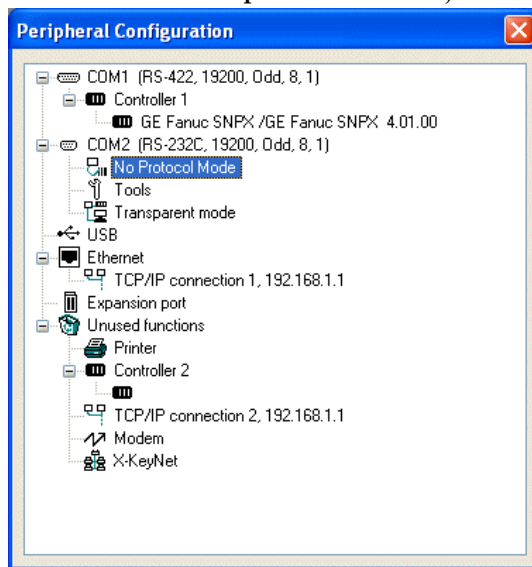 Peripheral Configuration
COM1 (RS-422, 19200, Odd, 8, 1)
Controller 1
GE Fanuc SNPX /GE Fanuc SNPX 4.01.00
COM2 (RS-232C, 19200, Odd, 8, 1)
No Protocol Mode
Tools
Transparent mode
USB
Ethernet
TCP/IP connection 1, 192.168.1.1
Expansion port
Unused functions
Printer
Controller 2
TCP/IP connection 2, 192.168.1.1
Modem
X-KeyNet